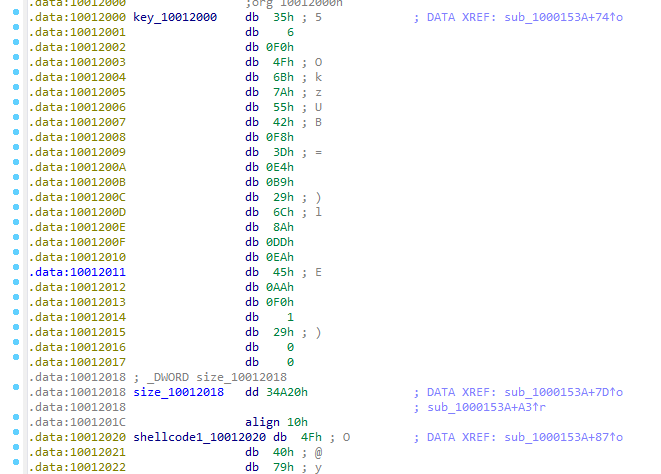 .data:10012000 ;org 10012000h
.data:10012000 key_10012000 db 35h ; 5 ; DATA XREF: sub_1000153A+74↑o
.data:10012001 db 6
.data:10012002 db 0F0h
.data:10012003 db 4Fh ; O
.data:10012004 db 6Bh ; k
.data:10012005 db 7Ah ; z
.data:10012006 db 55h ; U
.data:10012007 db 42h ; B
.data:10012008 db 0F8h
.data:10012009 db 3Dh ; =
.data:1001200A db 0E4h
.data:1001200B db 0B9h
.data:1001200C db 29h ; )
.data:1001200D db 6Ch ; l
.data:1001200E db 8Ah
.data:1001200F db 0DDh
.data:10012010 db 0EAh
.data:10012011 db 45h ; E
.data:10012012 db 0AAh
.data:10012013 db 0F0h
.data:10012014 db 1
.data:10012015 db 29h ; )
.data:10012016 db 0
.data:10012017 db 0
.data:10012018 ; _DWORD size_10012018
.data:10012018 size_10012018 dd 34A20h ; DATA XREF: sub_1000153A+7D↑o
.data:10012018 ; sub_1000153A+A3↑r
.data:1001201C align 10h
.data:10012020 shellcode1_10012020 db 4Fh ; O ; DATA XREF: sub_1000153A+87↑o
.data:10012021 db 40h ; @
.data:10012022 db 79h ; y